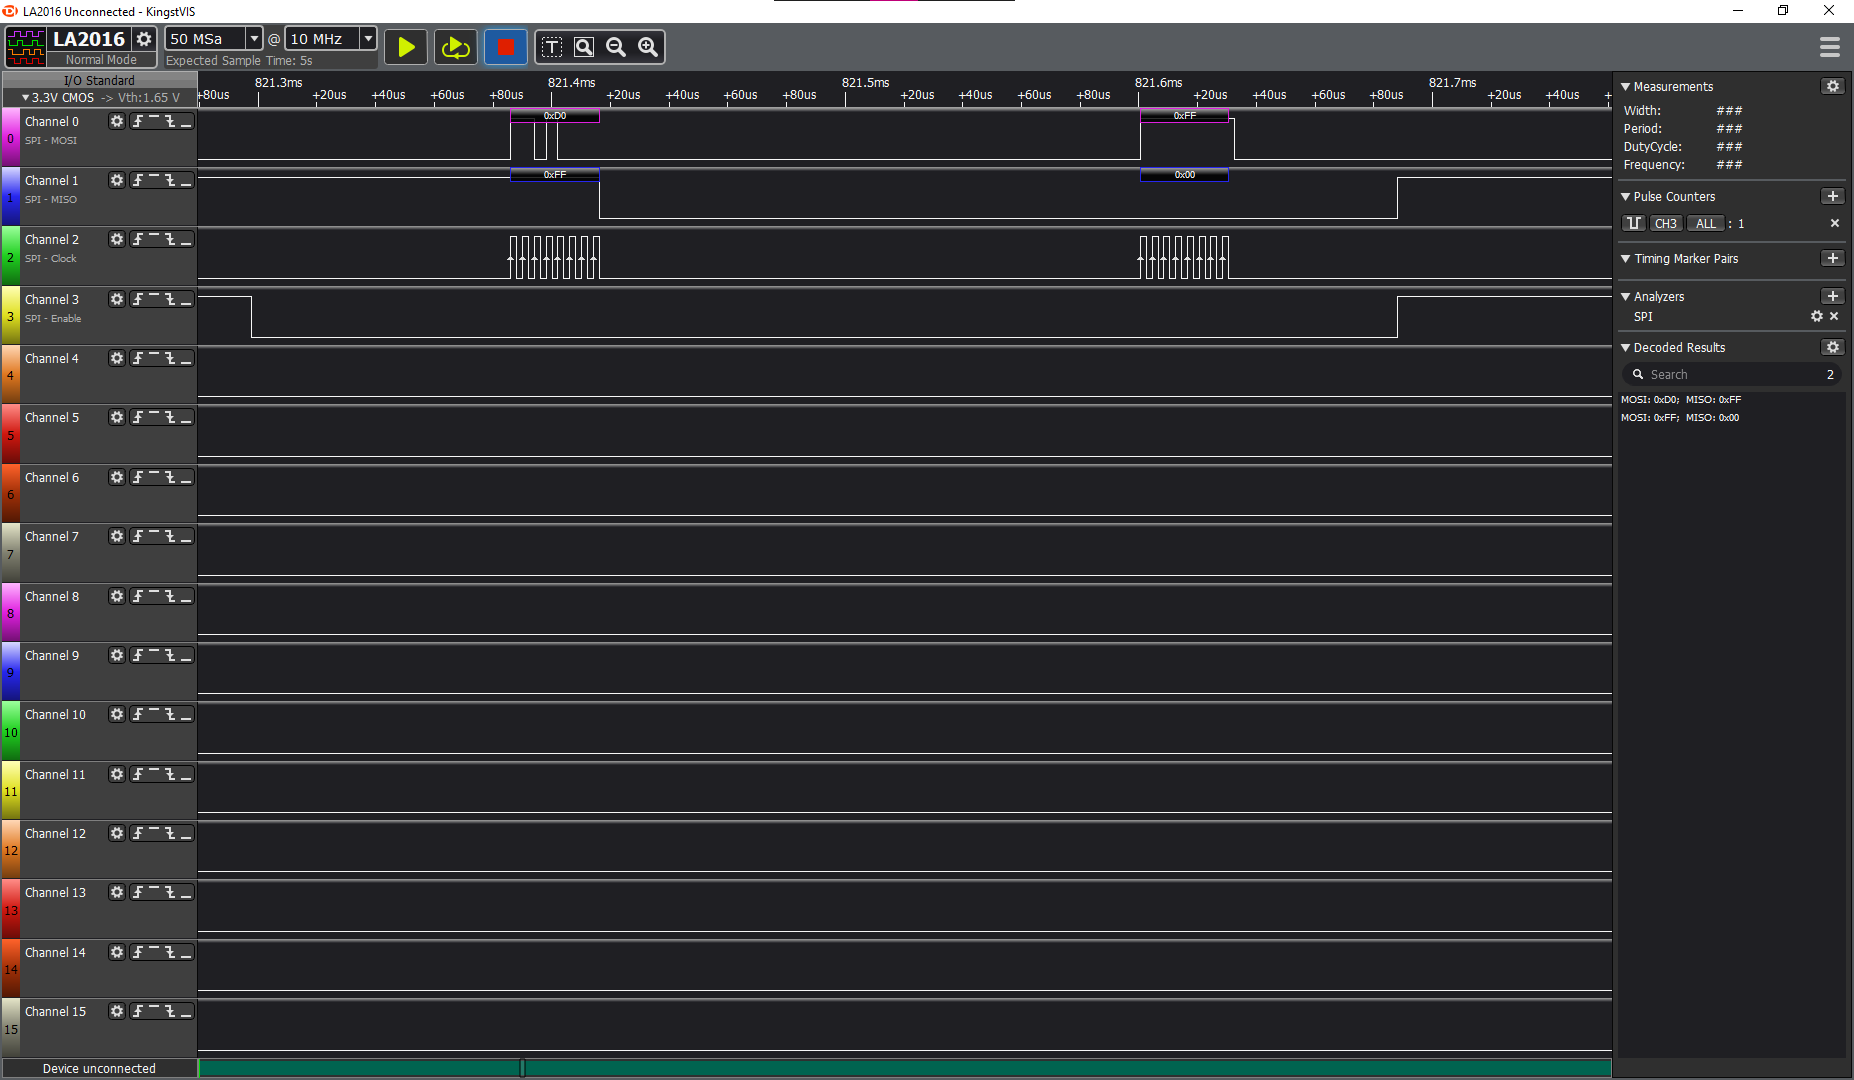 LA2016 Unconnected - KingstVIS
LA2016
Normal Mode
50 MSa @ 10 MHz
Expected Sample Time: 5s
T
I/O Standard
3.3V CMOS -> Vth:1.65 V
821.3ms 821.4ms 821.5ms 821.6ms 821.7ms
+80us +20us +40us +60us +80us +20us +40us +60us +80us +20us +40us +60us +80us +20us +40us +60us +80us +20us +40us
0 Channel 0
SPI - MOSI
0xD0 0xFF
1 Channel 1
SPI - MISO
0xFF 0x00
2 Channel 2
SPI - Clock
3 Channel 3
SPI - Enable
4 Channel 4
5 Channel 5
6 Channel 6
7 Channel 7
8 Channel 8
9 Channel 9
10 Channel 10
11 Channel 11
12 Channel 12
13 Channel 13
14 Channel 14
15 Channel 15
Device unconnected
Measurements
Width: ###
Period: ###
DutyCycle: ###
Frequency: ###
Pulse Counters
CH3 ALL : 1
Timing Marker Pairs
Analyzers
SPI
Decoded Results
Search 2
MOSI: 0xD0; MISO: 0xFF
MOSI: 0xFF; MISO: 0x00